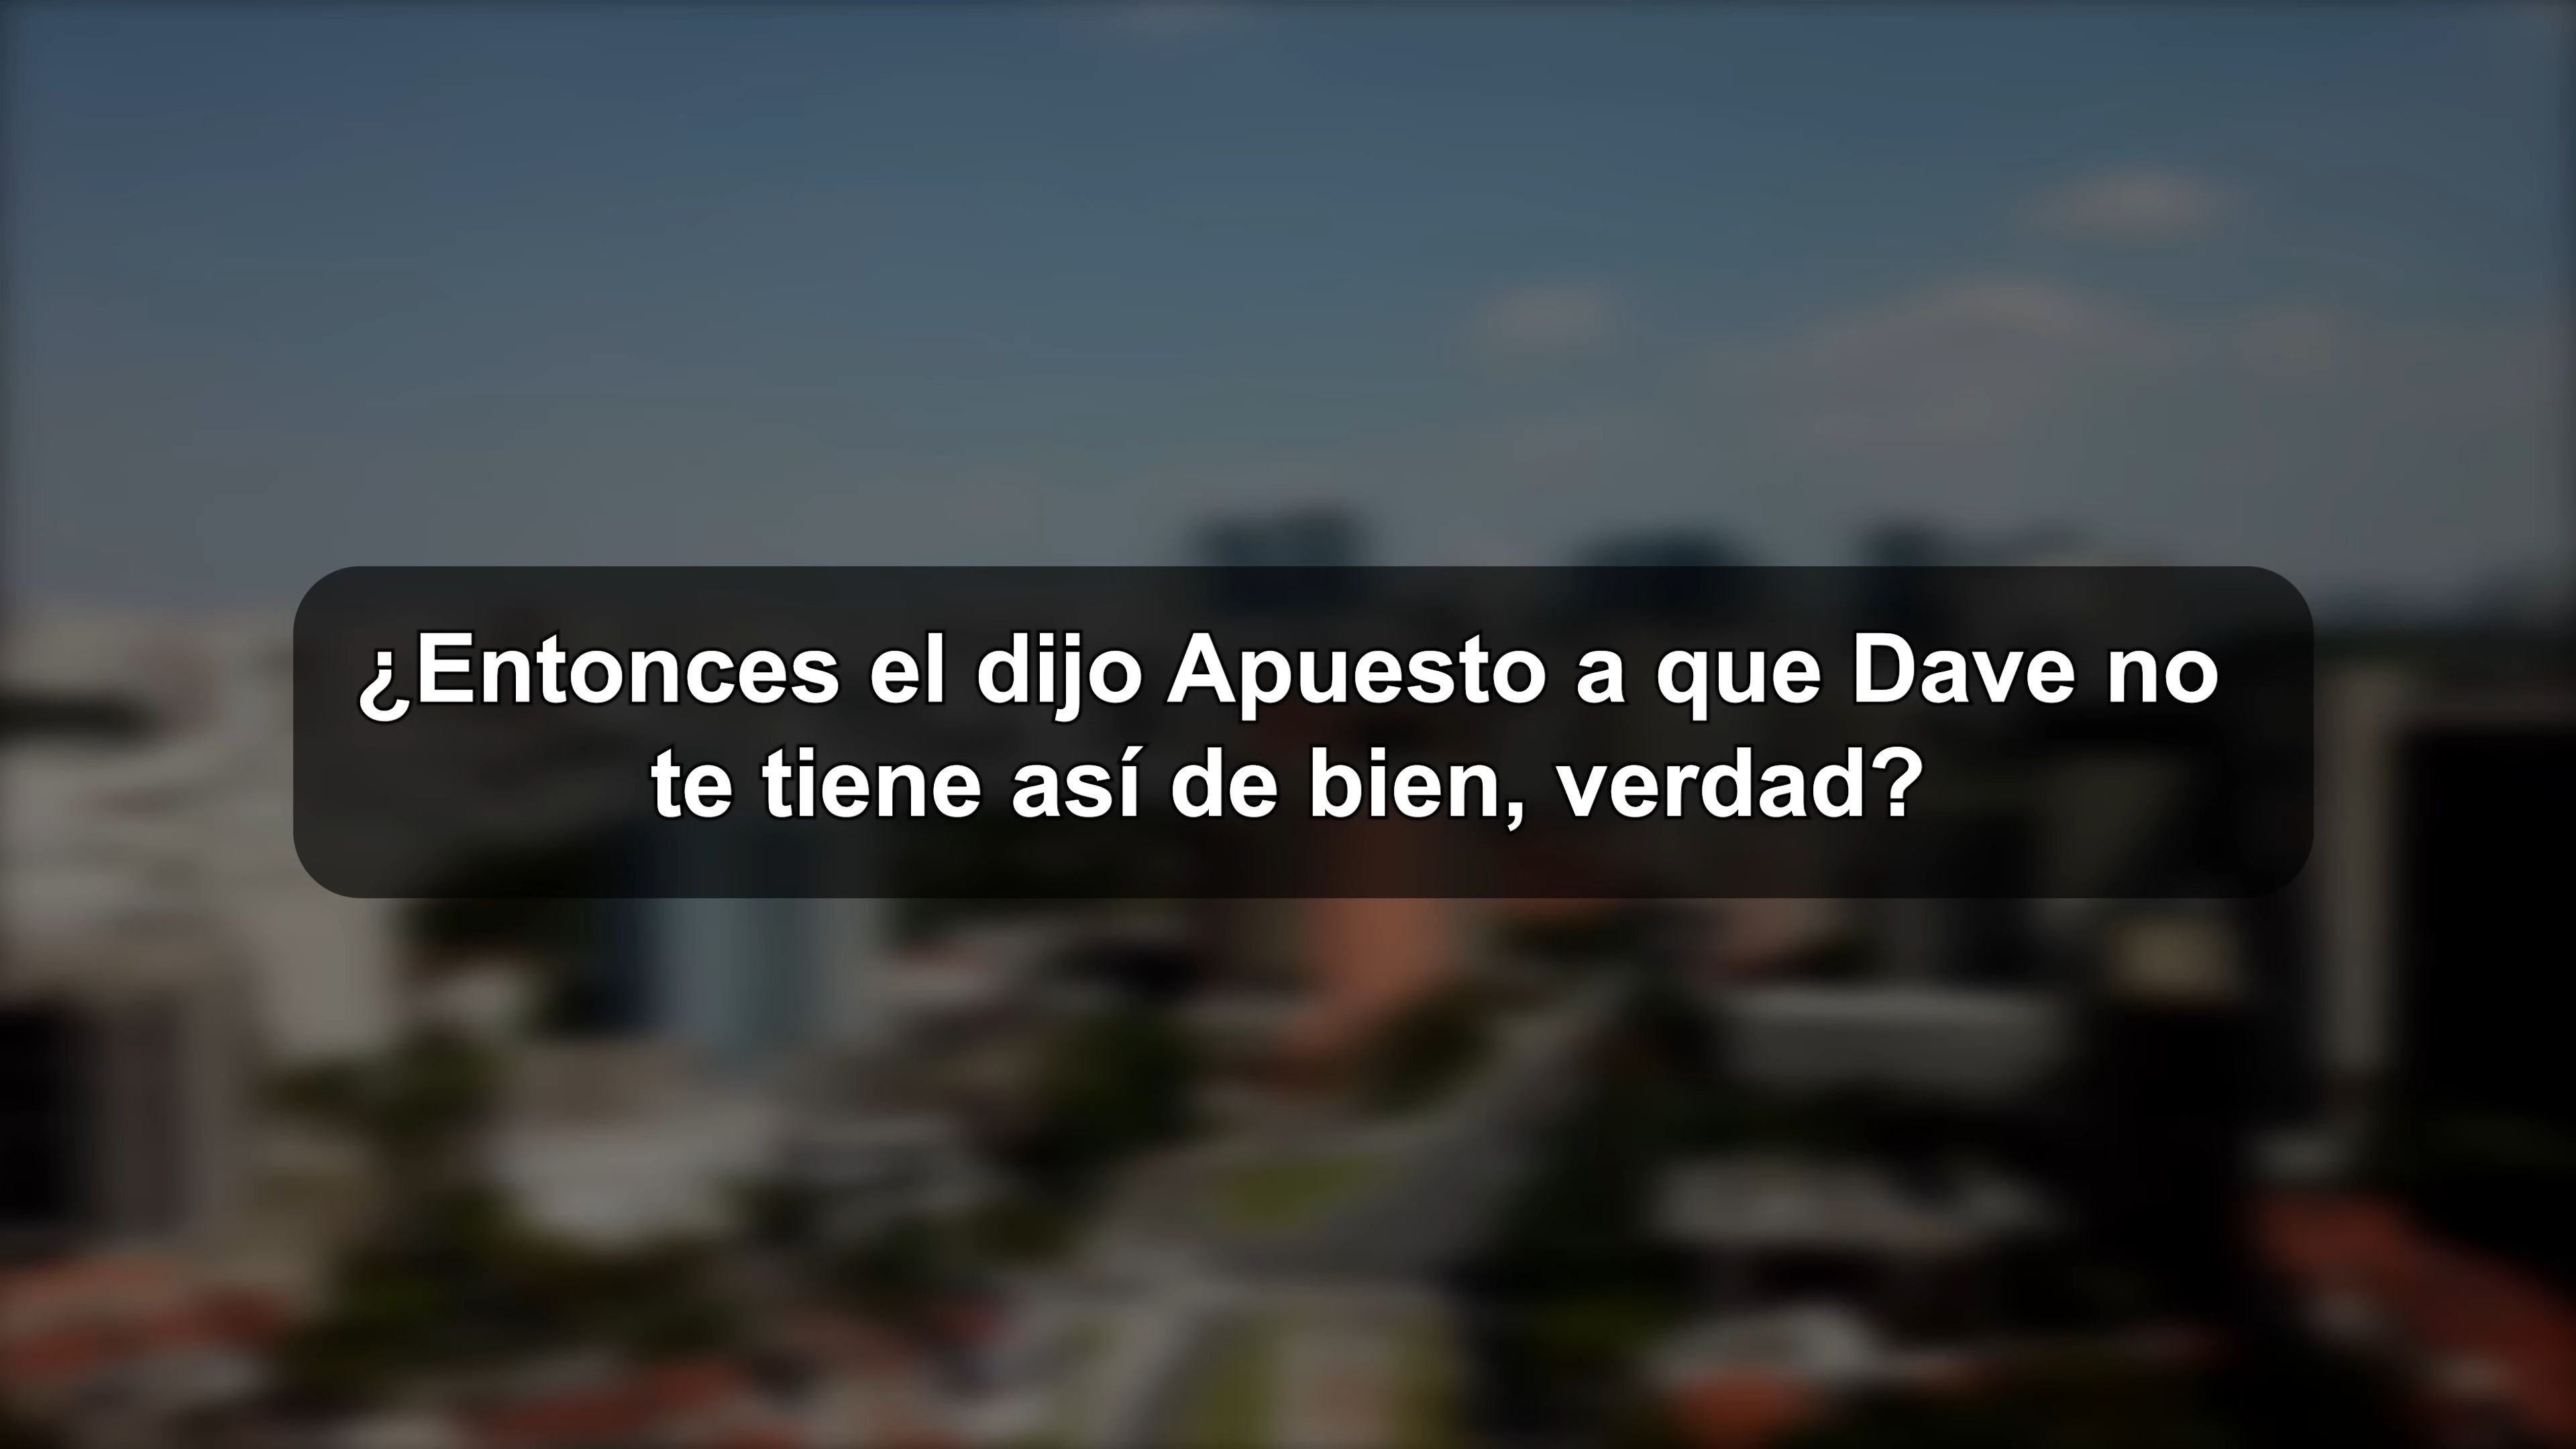 ¿Entonces el dijo Apuesto a que Dave no
te tiene así de bien, verdad?